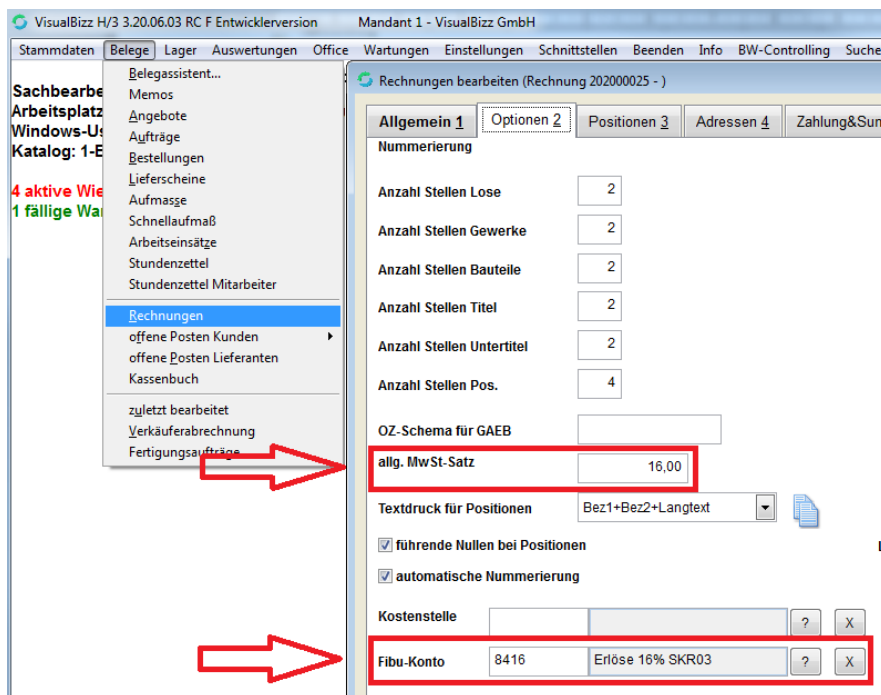 VisualBizz H/3 3.20.06.03 RC F Entwicklerversion Mandant 1 - VisualBizz GmbH
Stammdaten Belege Lager Auswertungen Office Wartungen Einstellungen Schnittstellen Beenden Info BW-Controlling Suche
Sachbearbe
Arbeitsplatz
Windows-Us
Katalog: 1-E
4 aktive Wie
1 fällige Wa
Belegassistent...
Memos
Angebote
Aufträge
Bestellungen
Lieferscheine
Aufmasse
Schnellaufmaß
Arbeitseinsätze
Stundenzettel
Stundenzettel Mitarbeiter
Rechnungen
offene Posten Kunden
offene Posten Lieferanten
Kassenbuch
zuletzt bearbeitet
Verkäuferabrechnung
Fertigungsaufträge
Rechnungen bearbeiten (Rechnung 202000025 - )
Allgemein 1 Optionen 2 Positionen 3 Adressen 4 Zahlung&Sun
Nummerierung
Anzahl Stellen Lose 2
Anzahl Stellen Gewerke 2
Anzahl Stellen Bauteile 2
Anzahl Stellen Titel 2
Anzahl Stellen Untertitel 2
Anzahl Stellen Pos. 4
OZ-Schema für GAEB
allg. MwSt-Satz 16,00
Textdruck für Positionen Bez1+Bez2+Langtext
führende Nullen bei Positionen
automatische Nummerierung
Kostenstelle ? X
Fibu-Konto 8416 Erlöse 16% SKR03 ? X